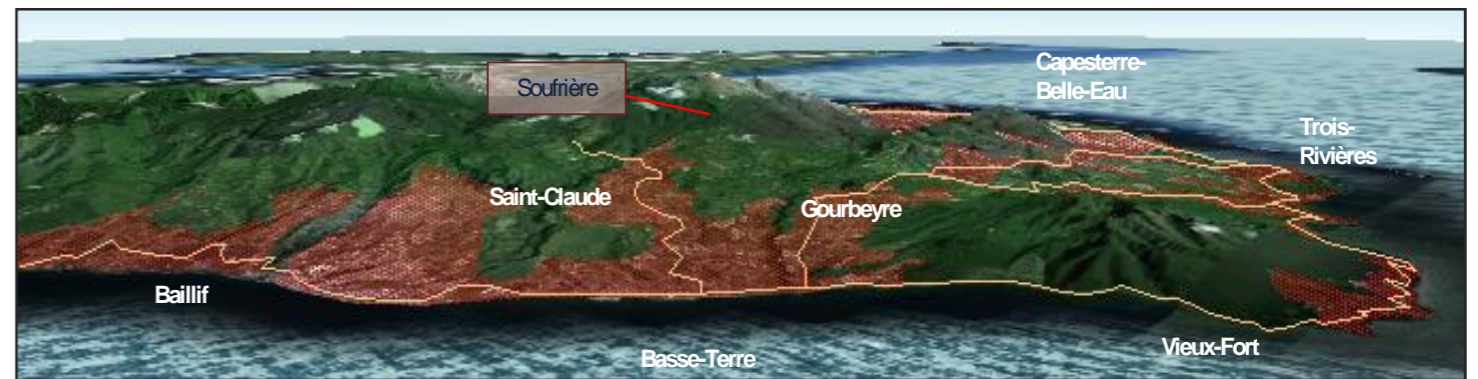 Soufrière
Capesterre-
Belle-Eau
Trois-
Rivières
Saint-Claude
Gourbeyre
Baillif
Basse-Terre
Vieux-Fort